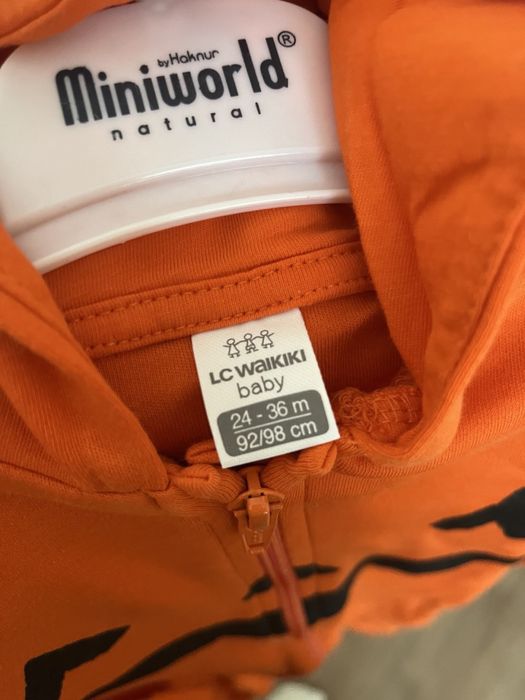 by Haknur
Miniworld®
natural
LC WAIKIKI
baby
24 - 36 m
92/98 cm